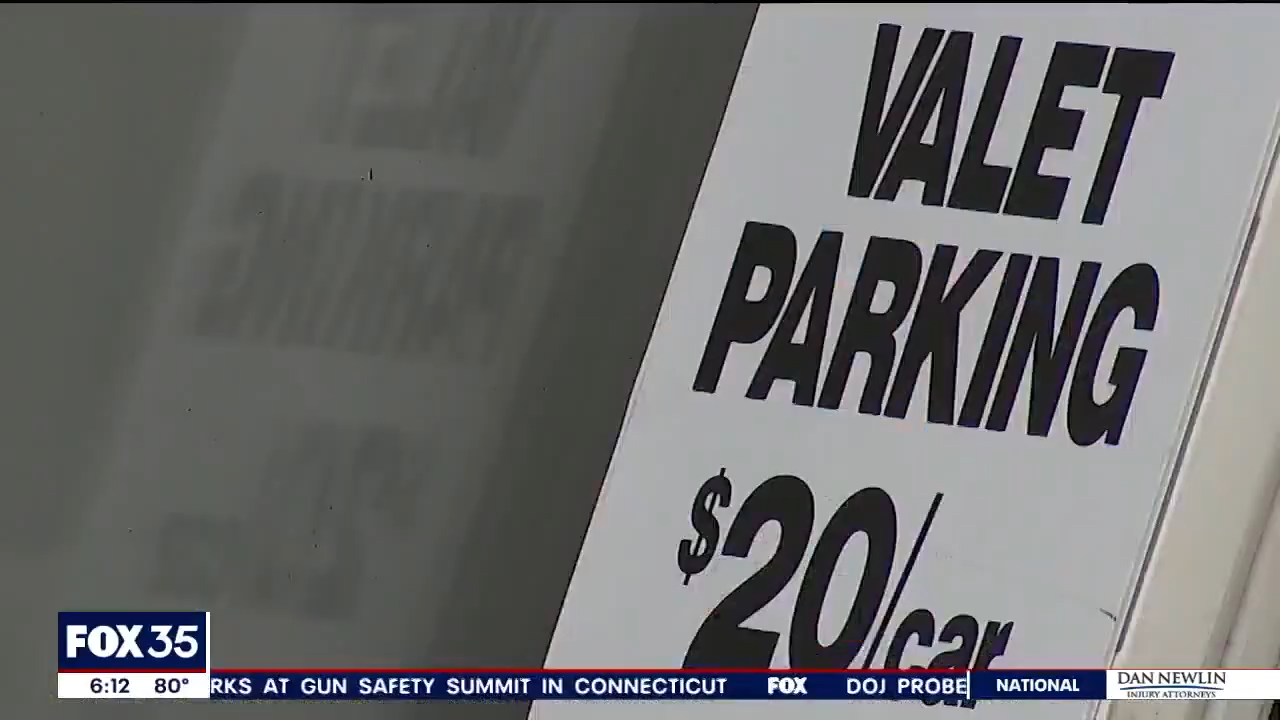 VALET
PARKING
$20/car
FOX 35
6:12 80° RKS AT GUN SAFETY SUMMIT IN CONNECTICUT FOX DOJ PROBE NATIONAL
DAN NEWLIN
INJURY ATTORNEYS